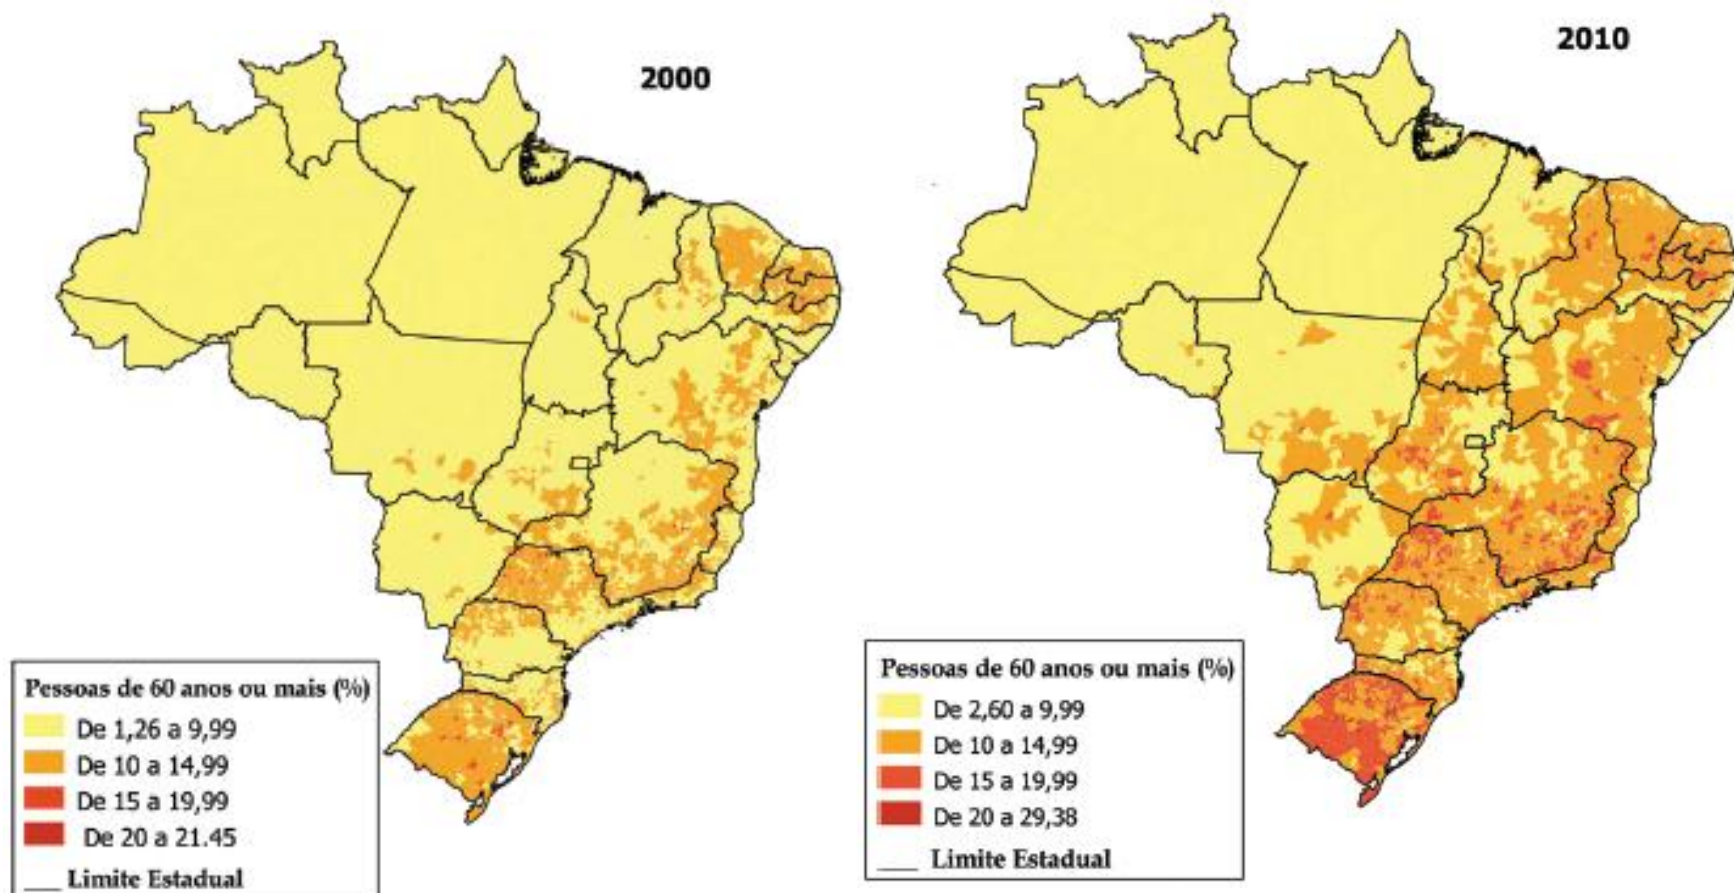 2000
Pessoas de 60 anos ou mais (%)
De 1,26 a 9,99
De 10 a 14,99
De 15 a 19,99
De 20 a 21.45
Limite Estadual
2010
Pessoas de 60 anos ou mais (%)
De 2,60 a 9,99
De 10 a 14,99
De 15 a 19,99
De 20 a 29,38
Limite Estadual